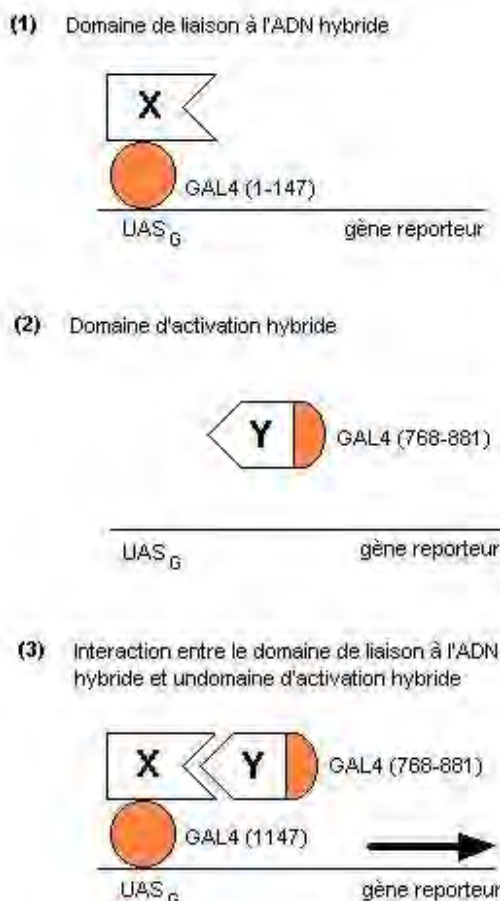 (1) Domaine de liaison à l'ADN hybride
X
GAL4 (1-147)
UAS G gène reporteur
(2) Domaine d'activation hybride
Y GAL4 (768-881)
UAS G gène reporteur
(3) Interaction entre le domaine de liaison à l'ADN
hybride et undomaine d'activation hybride
X Y GAL4 (768-881)
GAL4 (1147)
UAS G gène reporteur